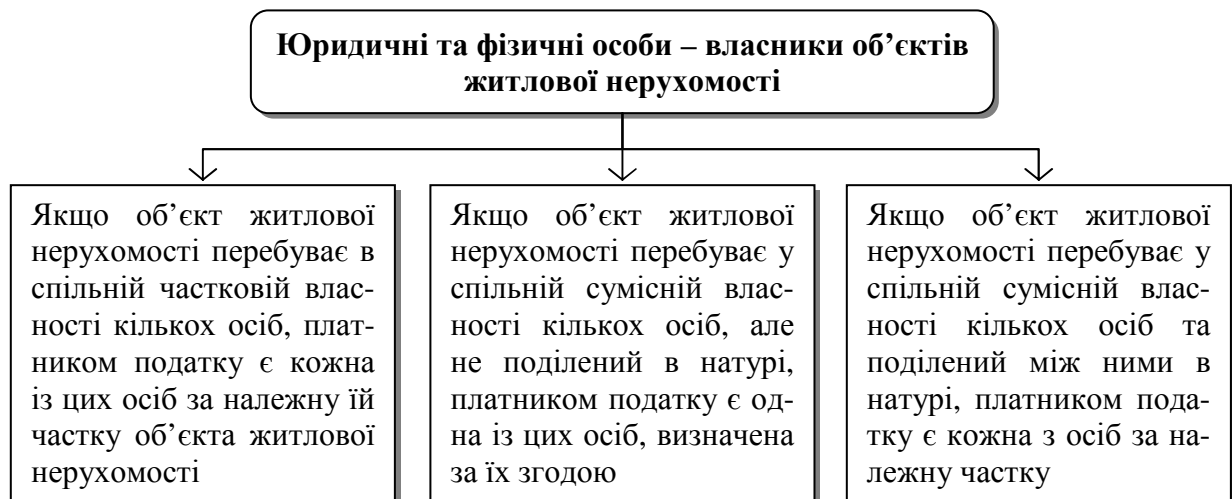 Юридичні та фізичні особи – власники об’єктів
житлової нерухомості
Якщо об’єкт житлової
нерухомості перебуває в
спільній частковій влас-
ності кількох осіб, плат-
ником податку є кожна
із цих осіб за належну їй
частку об’єкта житлової
нерухомості
Якщо об’єкт житлової
нерухомості перебуває у
спільній сумісній влас-
ності кількох осіб, але
не поділений в натурі,
платником податку є од-
на із цих осіб, визначена
за їх згодою
Якщо об’єкт житлової
нерухомості перебуває у
спільній сумісній влас-
ності кількох осіб та
поділений між ними в
натурі, платником пода-
тку є кожна з осіб за на-
лежну частку